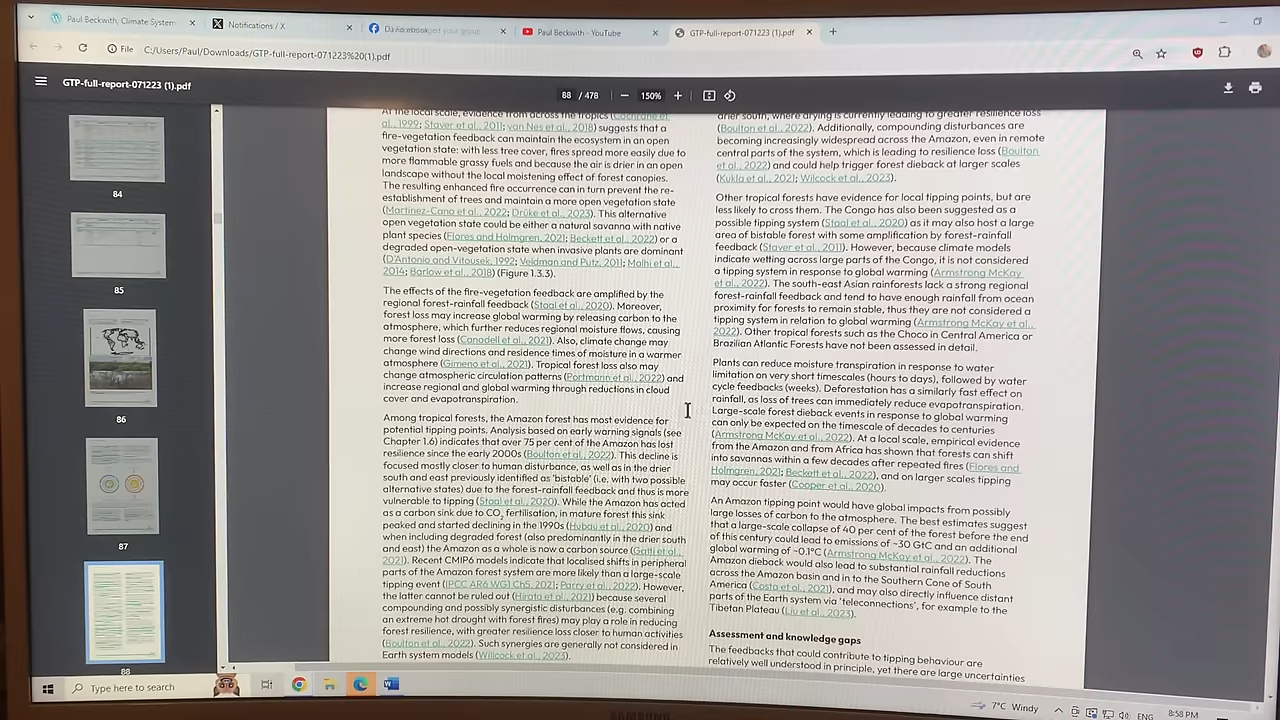 Paul Beckwith, Climate System
Notifications / X
Paul Beckwith - YouTube
GTP-full-report-071223 (1).pdf
File
C:/Users/Paul/Downloads/GTP-full-report-071223%20(1).pdf
GTP-full-report-071223 (1).pdf
88 / 478
150%
84
85
86
87
88
At the local scale, evidence from across the tropics (Cochrane et
al., 1999; Staver et al., 2011; van Nes et al., 2018) suggests that a
fire-vegetation feedback can maintain the ecosystem in an open
vegetation state: with less tree cover, fires spread more easily due to
more flammable grassy fuels and because the air is drier in an open
landscape without the local moistening effect of forest canopies.
The resulting enhanced fire occurrence can in turn prevent the re-
establishment of trees and maintain a more open vegetation state
(Martinez-Cano et al., 2022; Drüke et al., 2023). This alternative
open vegetation state could be either a natural savanna with native
plant species (Flores and Holmgren, 2021; Beckett et al., 2022) or a
degraded open-vegetation state when invasive plants are dominant
(D'Antonio and Vitousek, 1992; Veldman and Putz, 2011; Malhi et al.,
2014; Barlow et al., 2018) (Figure 1.3.3).
The effects of the fire-vegetation feedback are amplified by the
regional forest-rainfall feedback (Staal et al., 2020). Moreover,
forest loss may increase global warming by releasing carbon to the
atmosphere, which further reduces regional moisture flows, causing
more forest loss (Canadell et al., 2021). Also, climate change may
change wind directions and residence times of moisture in a warmer
atmosphere (Gimeno et al., 2021). Tropical forest loss also may
change atmospheric circulation patterns (Portmann et al., 2022) and
increase regional and global warming through reductions in cloud
cover and evapotranspiration.
Among tropical forests, the Amazon forest has most evidence for
potential tipping points. Analysis based on early warning signals (see
Chapter 1.6) indicates that over 75 per cent of the Amazon has lost
resilience since the early 2000s (Boulton et al., 2022). This decline is
focused mostly closer to human disturbance, as well as in the drier
south and east previously identified as 'bistable' (i.e. with two possible
alternative states) due to the forest-rainfall feedback and thus is more
vulnerable to tipping (Staal et al., 2020). While the Amazon has acted
as a carbon sink due to CO2 fertilisation, in mature forest this sink
peaked and started declining in the 1990s (Hubau et al., 2020) and
when including degraded forest (also predominantly in the drier south
and east) the Amazon as a whole is now a carbon source (Gatti et al.,
2021). Recent CMIP6 models indicate that localised shifts in peripheral
parts of the Amazon forest system are more likely than a large-scale
tipping event (IPCC AR6 WG1 Ch5, 2021; Parry et al., 2022). However,
the latter cannot be ruled out (Hirota et al., 2021) because several
compounding and possibly synergistic disturbances (e.g. combining
an extreme hot drought with forest fires) may play a role in reducing
forest resilience, with greater resilience loss closer to human activities
(Boulton et al., 2022). Such synergies are generally not considered in
Earth system models (Willcock et al., 2023).
drier south, where drying is currently leading to greater resilience loss
(Boulton et al., 2022). Additionally, compounding disturbances are
becoming increasingly widespread across the Amazon, even in remote
central parts of the system, which is leading to resilience loss (Boulton
et al., 2022) and could help trigger forest dieback at larger scales
(Kukla et al., 2021; Wilcock et al., 2023).
Other tropical forests have evidence for local tipping points, but are
less likely to cross them. The Congo has also been suggested as a
possible tipping system (Staal et al., 2020) as it may also host a large
area of bistable forest with some amplification by forest-rainfall
feedback (Staver et al., 2011). However, because climate models
indicate wetting across large parts of the Congo, it is not considered
a tipping system in response to global warming (Armstrong McKay
et al., 2022). The south-east Asian rainforests lack a strong regional
forest-rainfall feedback and tend to have enough rainfall from ocean
proximity for forests to remain stable, thus they are not considered a
tipping system in relation to global warming (Armstrong McKay et al.,
2022). Other tropical forests such as the Choco in Central America or
Brazilian Atlantic Forests have not been assessed in detail.
Plants can reduce moisture transpiration in response to water
limitation on very short timescales (hours to days), followed by water
cycle feedbacks (weeks). Deforestation has a similarly fast effect on
rainfall, as loss of trees can immediately reduce evapotranspiration.
Large-scale forest dieback events in response to global warming
can only be expected on the timescale of decades to centuries
(Armstrong McKay et al., 2022). At a local scale, empirical evidence
from the Amazon and from Africa has shown that forests can shift
into savannas within a few decades after repeated fires (Flores and
Holmgren, 2021; Beckett et al., 2022), and on larger scales tipping
may occur faster (Cooper et al., 2020).
An Amazon tipping point would have global impacts from possibly
large losses of carbon to the atmosphere. The best estimates suggest
that a large-scale collapse of 40 per cent of the forest before the end
of this century could lead to emissions of ~30 GtC and an additional
global warming of ~0.1°C (Armstrong McKay et al., 2022). The
Amazon dieback would also lead to substantial rainfall reductions
across the Amazon basin and in to the Southern Cone of South
America (Costa et al., 2021), and may also directly influence distant
parts of the Earth system via 'teleconnections', for example to the
Tibetan Plateau (Liu et al., 2023).
Assessment and knowledge gaps
The feedbacks that could contribute to tipping behaviour are
relatively well understood in principle, yet there are large uncertainties
Type here to search
7°C Windy
ENG
8:58 PM
SAMSUNG